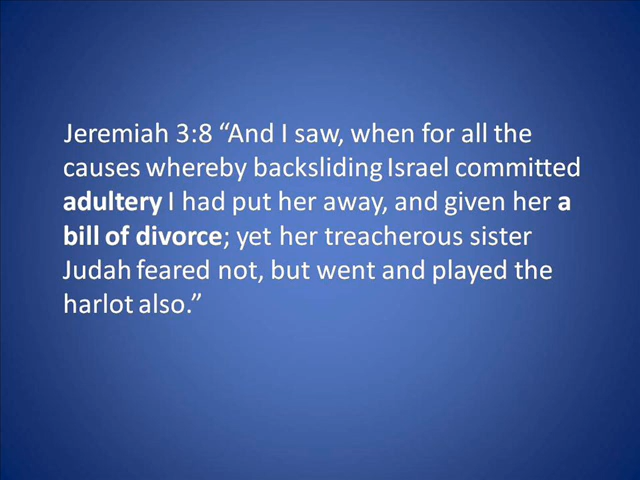 Jeremiah 3:8 “And I saw, when for all the
causes whereby backsliding Israel committed
adultery I had put her away, and given her a
bill of divorce; yet her treacherous sister
Judah feared not, but went and played the
harlot also.”